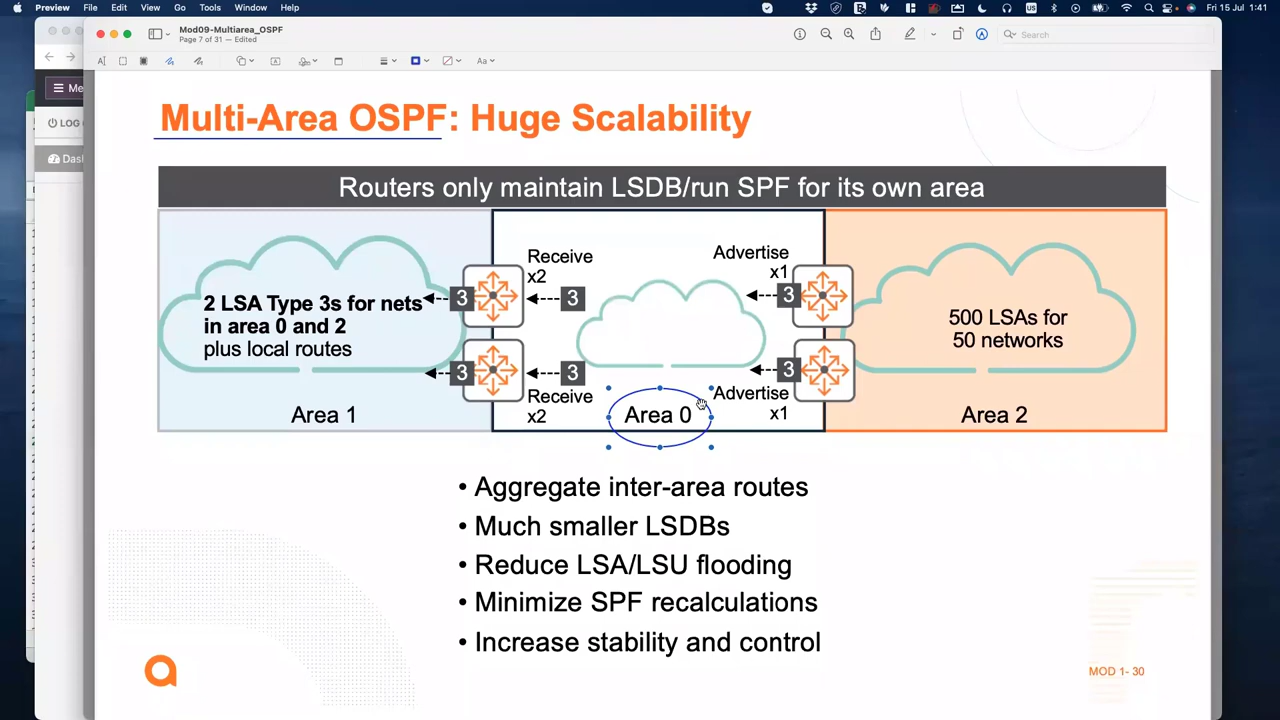 Preview File Edit View Go Tools Window Help
Fri 15 Jul 1:41
Mod09-Multiarea_OSPF
Page 7 of 31 — Edited
Search
Aa
Me
LOG
Dash
Multi-Area OSPF: Huge Scalability
Routers only maintain LSDB/run SPF for its own area
2 LSA Type 3s for nets
in area 0 and 2
plus local routes
Area 1
Receive
x2
3 3
3 3
Receive
x2
Area 0
Advertise
x1
3
3
Advertise
x1
500 LSAs for
50 networks
Area 2
• Aggregate inter-area routes
• Much smaller LSDBs
• Reduce LSA/LSU flooding
• Minimize SPF recalculations
• Increase stability and control
a
MOD 1- 30